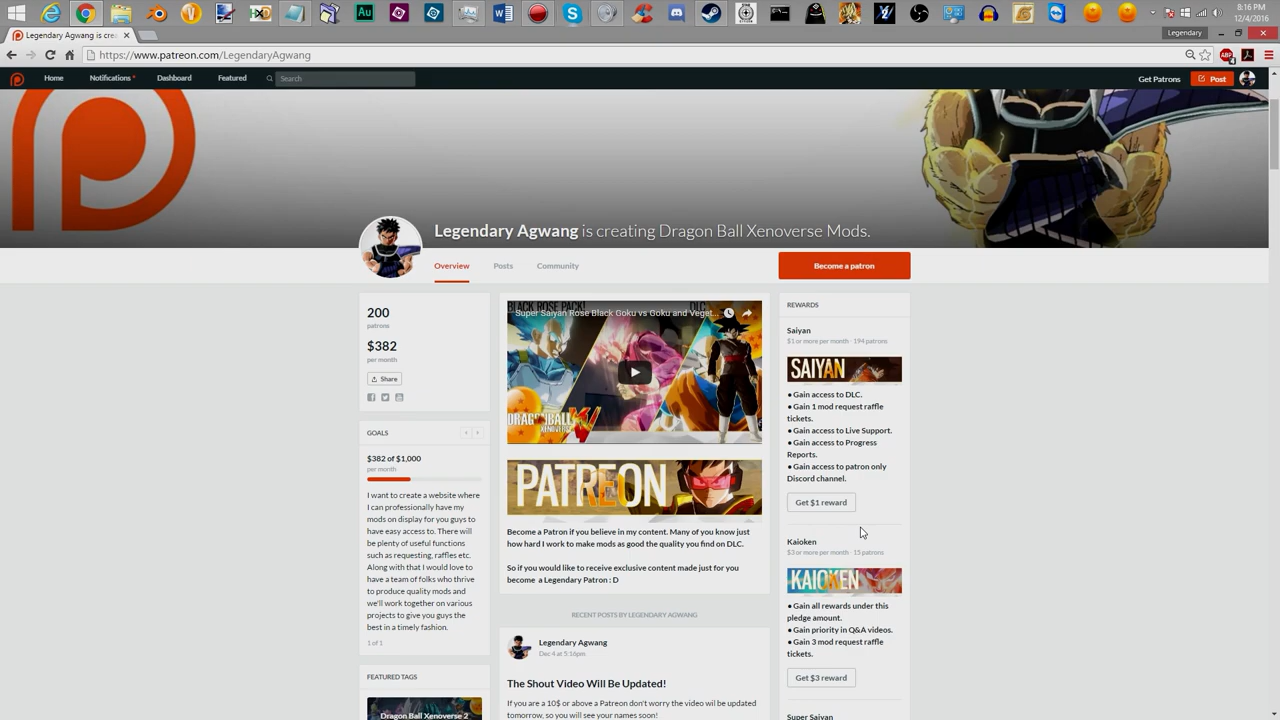 8:16 PM
12/4/2016
Legendary Agwang is crea
Legendary
https://www.patreon.com/LegendaryAgwang
Home
Notifications
Dashboard
Featured
Search
Get Patrons
Post
Legendary Agwang is creating Dragon Ball Xenoverse Mods.
Overview
Posts
Community
Become a patron
200
patrons
$382
per month
Share
GOALS
$382 of $1,000
per month
I want to create a website where
I can professionally have my
mods on display for you guys to
have easy access to. There will
be plenty of useful functions
such as requesting, raffles etc.
Along with that I would love to
have a team of folks who thrive
to produce quality mods and
we'll work together on various
projects to give you guys the
best in a timely fashion.
1 of 1
FEATURED TAGS
Dragon Ball Xenoverse 2
BLACK ROSE PACK!
DLC
Super Saiyan Rose Black Goku vs Goku and Veget...
DRAGONBALL
XENOVERSE
PATREON
Become a Patron if you believe in my content. Many of you know just
how hard I work to make mods as good the quality you find on DLC.
So if you would like to receive exclusive content made just for you
become a Legendary Patron : D
RECENT POSTS BY LEGENDARY AGWANG
Legendary Agwang
Dec 4 at 5:16pm
The Shout Video Will Be Updated!
If you are a 10$ or above a Patreon don't worry the video wil be updated
tomorrow, so you will see your names soon!
REWARDS
Saiyan
$1 or more per month · 194 patrons
SAIYAN
● Gain access to DLC.
● Gain 1 mod request raffle
tickets.
● Gain access to Live Support.
● Gain access to Progress
Reports.
● Gain access to patron only
Discord channel.
Get $1 reward
Kaioken
$3 or more per month · 15 patrons
KAIOKEN
● Gain all rewards under this
pledge amount.
● Gain priority in Q&A videos.
● Gain 3 mod request raffle
tickets.
Get $3 reward
Super Saiyan